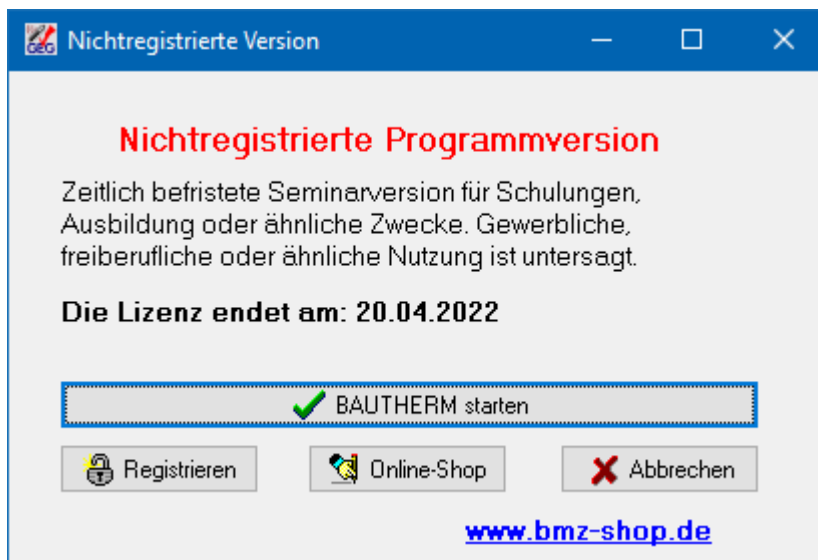 GEG Nichtregistrierte Version
Nichtregistrierte Programmversion
Zeitlich befristete Seminarversion für Schulungen,
Ausbildung oder ähnliche Zwecke. Gewerbliche,
freiberufliche oder ähnliche Nutzung ist untersagt.
Die Lizenz endet am: 20.04.2022
BAUTHERM starten
Registrieren Online-Shop Abbrechen
www.bmz-shop.de